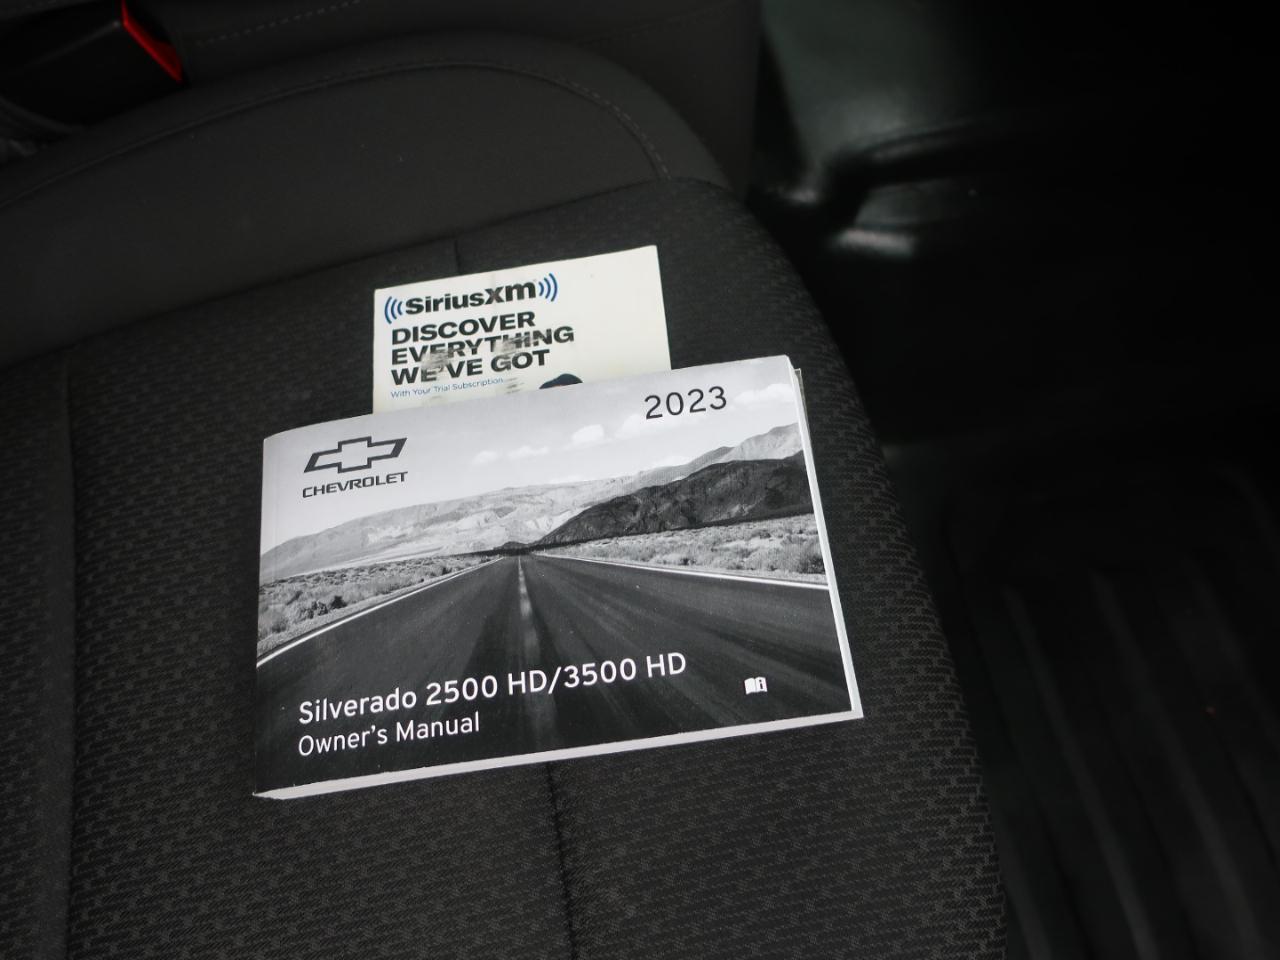 SiriusXm
DISCOVER
EVERYTHING
WE'VE GOT
With Your Trial Subscription
2023
CHEVROLET
Silverado 2500 HD/3500 HD
Owner's Manual